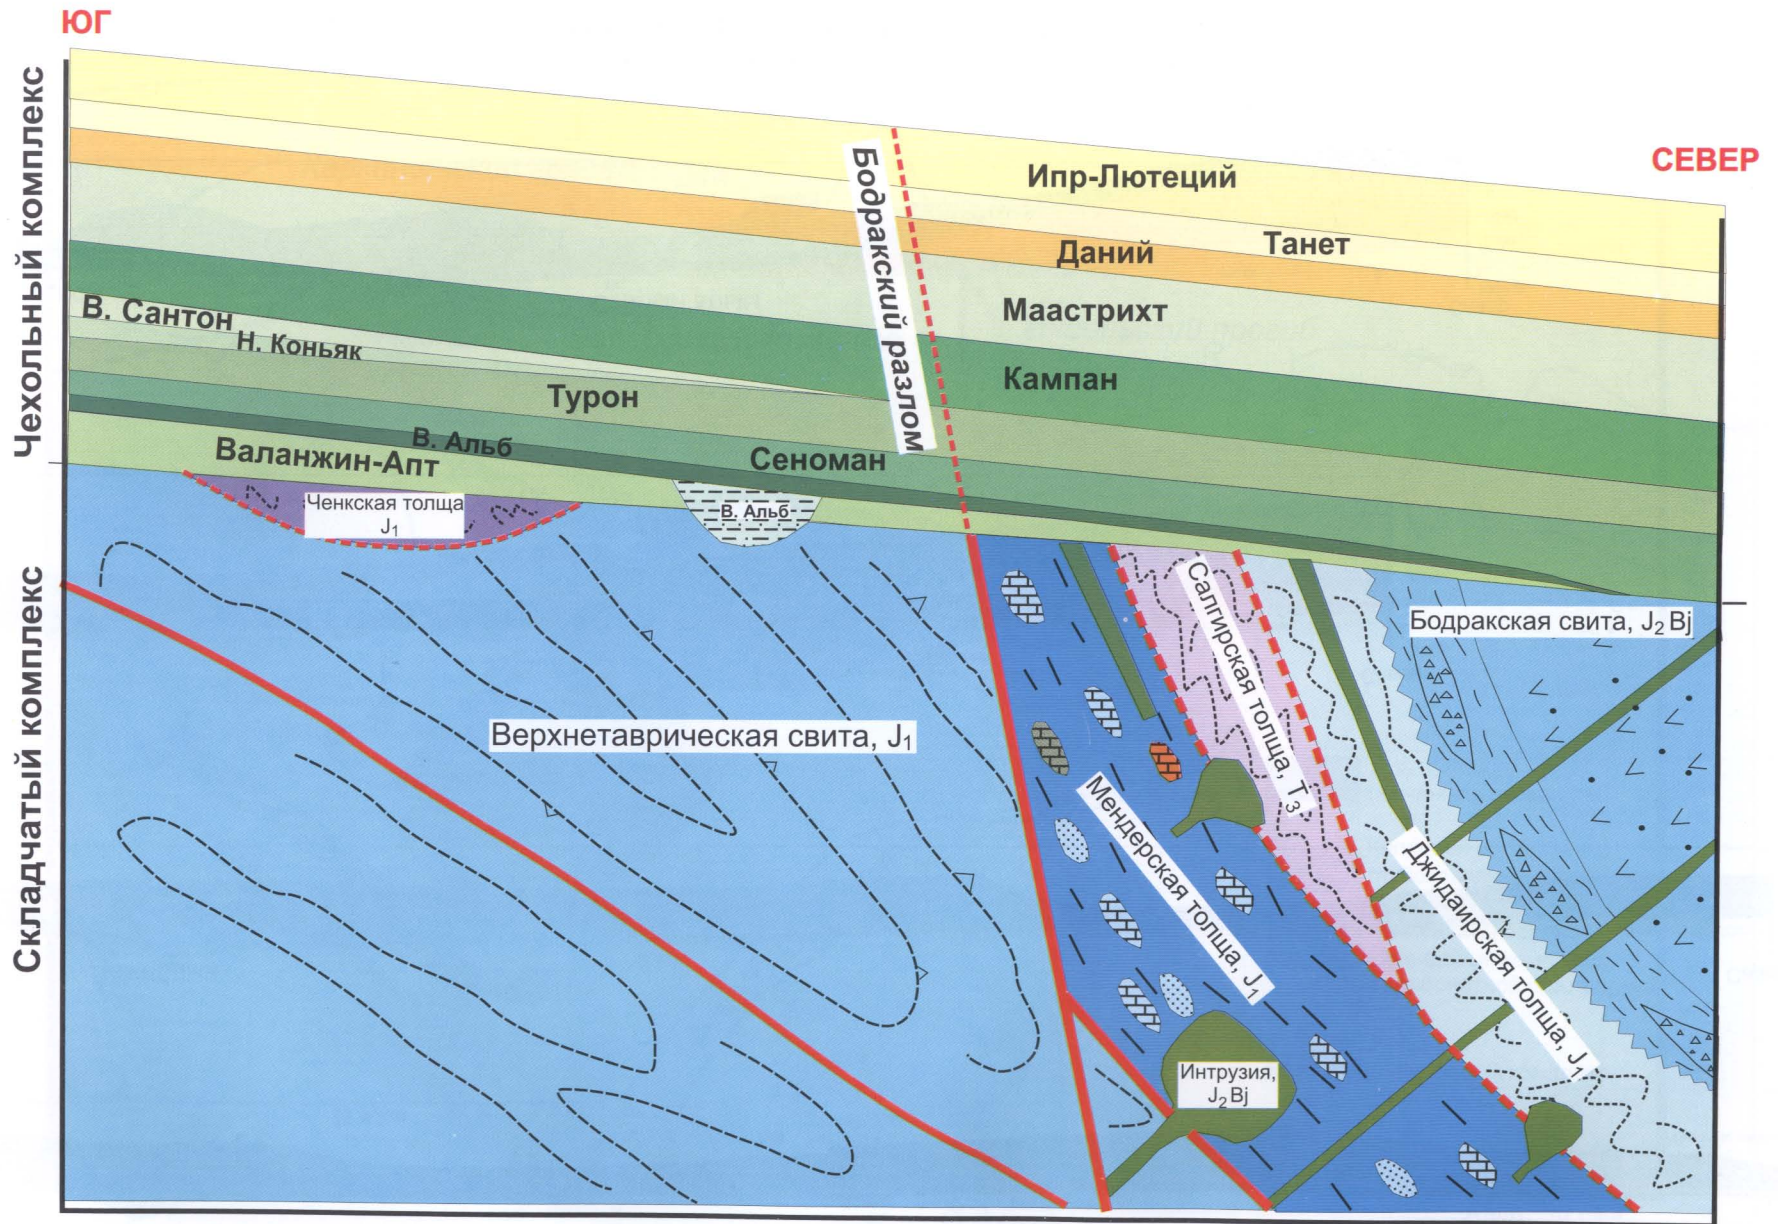 ЮГ
СЕВЕР
Чехольный комплекс
Складчатый комплекс
Бодракский разлом
Ипр-Лютеций
Танет
Даний
Маастрихт
Кампан
В. Сантон
Н. Коньяк
Турон
В. Альб
Сеноман
Валанжин-Апт
Ченкская толща
J1
В. Альб
Верхнетаврическая свита, J1
Мендерская толща, J1
Салгирская толща, T3
Джидаирская толща, J1
Бодракская свита, J2 Bj
Интрузия,
J2 Bj